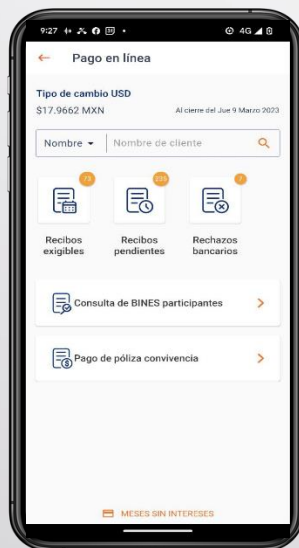 9:27
4G
Pago en línea
Tipo de cambio USD
$17.9662 MXN
Al cierre del Jue 9 Marzo 2023
Nombre
Nombre de cliente
73
7
Recibos exigibles
Recibos pendientes
Rechazos bancarios
Consulta de BINES participantes
Pago de póliza convivencia
MESES SIN INTERESES